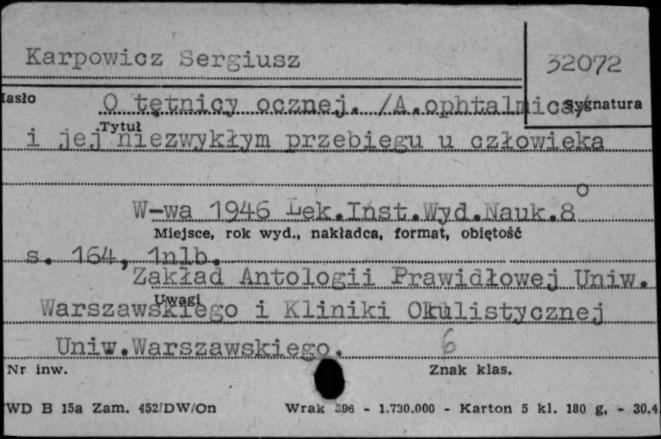 Karpowicz Sergiusz
32072
Hasło
O tętnicy ocznej. /A.ophtalmica/
Sygnatura
Tytuł
i jej niezwykłym przebiegu u człowieka
W-wa 1946 Lek.Inst.Wyd.Nauk.8°
Miejsce, rok wyd., nakładca, format, objętość
s. 164, 1nlb.
Zakład Antologii Prawidłowej Uniw.
Uwagi
Warszawskiego i Kliniki Okulistycznej
Uniw.Warszawskiego.
6
Nr inw.
Znak klas.
WD B 15a Zam. 452/DW/On
Wrak 396 - 1.730.000 - Karton 5 kl. 180 g, - 30.4